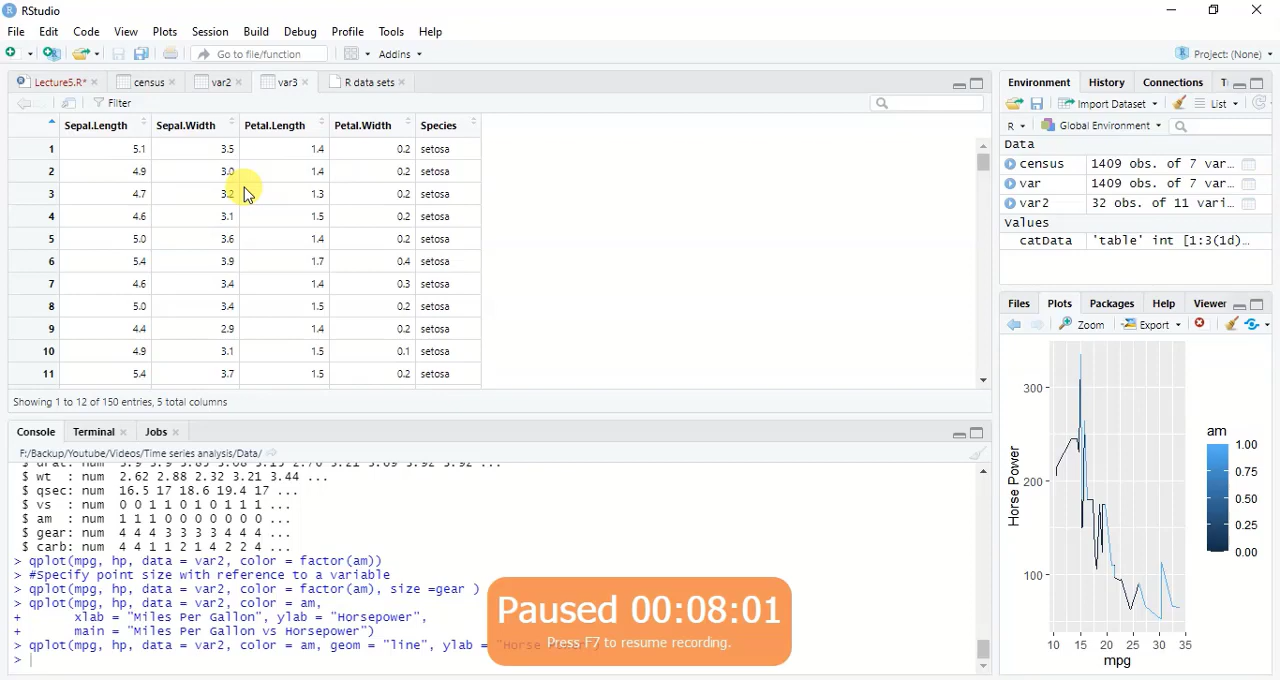 RStudio
File Edit Code View Plots Session Build Debug Profile Tools Help
Go to file/function Addins Project: (None)
Lecture5.R* census var2 var3 R data sets
Filter
Sepal.Length Sepal.Width Petal.Length Petal.Width Species
1 5.1 3.5 1.4 0.2 setosa
2 4.9 3.0 1.4 0.2 setosa
3 4.7 3.2 1.3 0.2 setosa
4 4.6 3.1 1.5 0.2 setosa
5 5.0 3.6 1.4 0.2 setosa
6 5.4 3.9 1.7 0.4 setosa
7 4.6 3.4 1.4 0.3 setosa
8 5.0 3.4 1.5 0.2 setosa
9 4.4 2.9 1.4 0.2 setosa
10 4.9 3.1 1.5 0.1 setosa
11 5.4 3.7 1.5 0.2 setosa
Showing 1 to 12 of 150 entries, 5 total columns
Console Terminal Jobs
F:/Backup/Youtube/Videos/Time series analysis/Data/
$ wt : num 2.62 2.88 2.32 3.21 3.44 ...
$ qsec: num 16.5 17 18.6 19.4 17 ...
$ vs : num 0 0 1 1 0 1 0 1 1 1 ...
$ am : num 1 1 1 0 0 0 0 0 0 0 ...
$ gear: num 4 4 4 3 3 3 3 4 4 4 ...
$ carb: num 4 4 1 1 2 1 4 2 2 4 ...
> qplot(mpg, hp, data = var2, color = factor(am))
> #Specify point size with reference to a variable
> qplot(mpg, hp, data = var2, color = factor(am), size =gear )
> qplot(mpg, hp, data = var2, color = am,
+ xlab = "Miles Per Gallon", ylab = "Horsepower",
+ main = "Miles Per Gallon vs Horsepower")
> qplot(mpg, hp, data = var2, color = am, geom = "line", ylab = "Horse
>
Paused 00:08:01
Press F7 to resume recording.
Environment History Connections
Import Dataset List
R Global Environment
Data
census 1409 obs. of 7 var...
var 1409 obs. of 7 var...
var2 32 obs. of 11 vari...
Values
catData 'table' int [1:3(1d)...
Files Plots Packages Help Viewer
Zoom Export
300
200
100
Horse Power
10 15 20 25 30 35
mpg
am
1.00
0.75
0.50
0.25
0.00